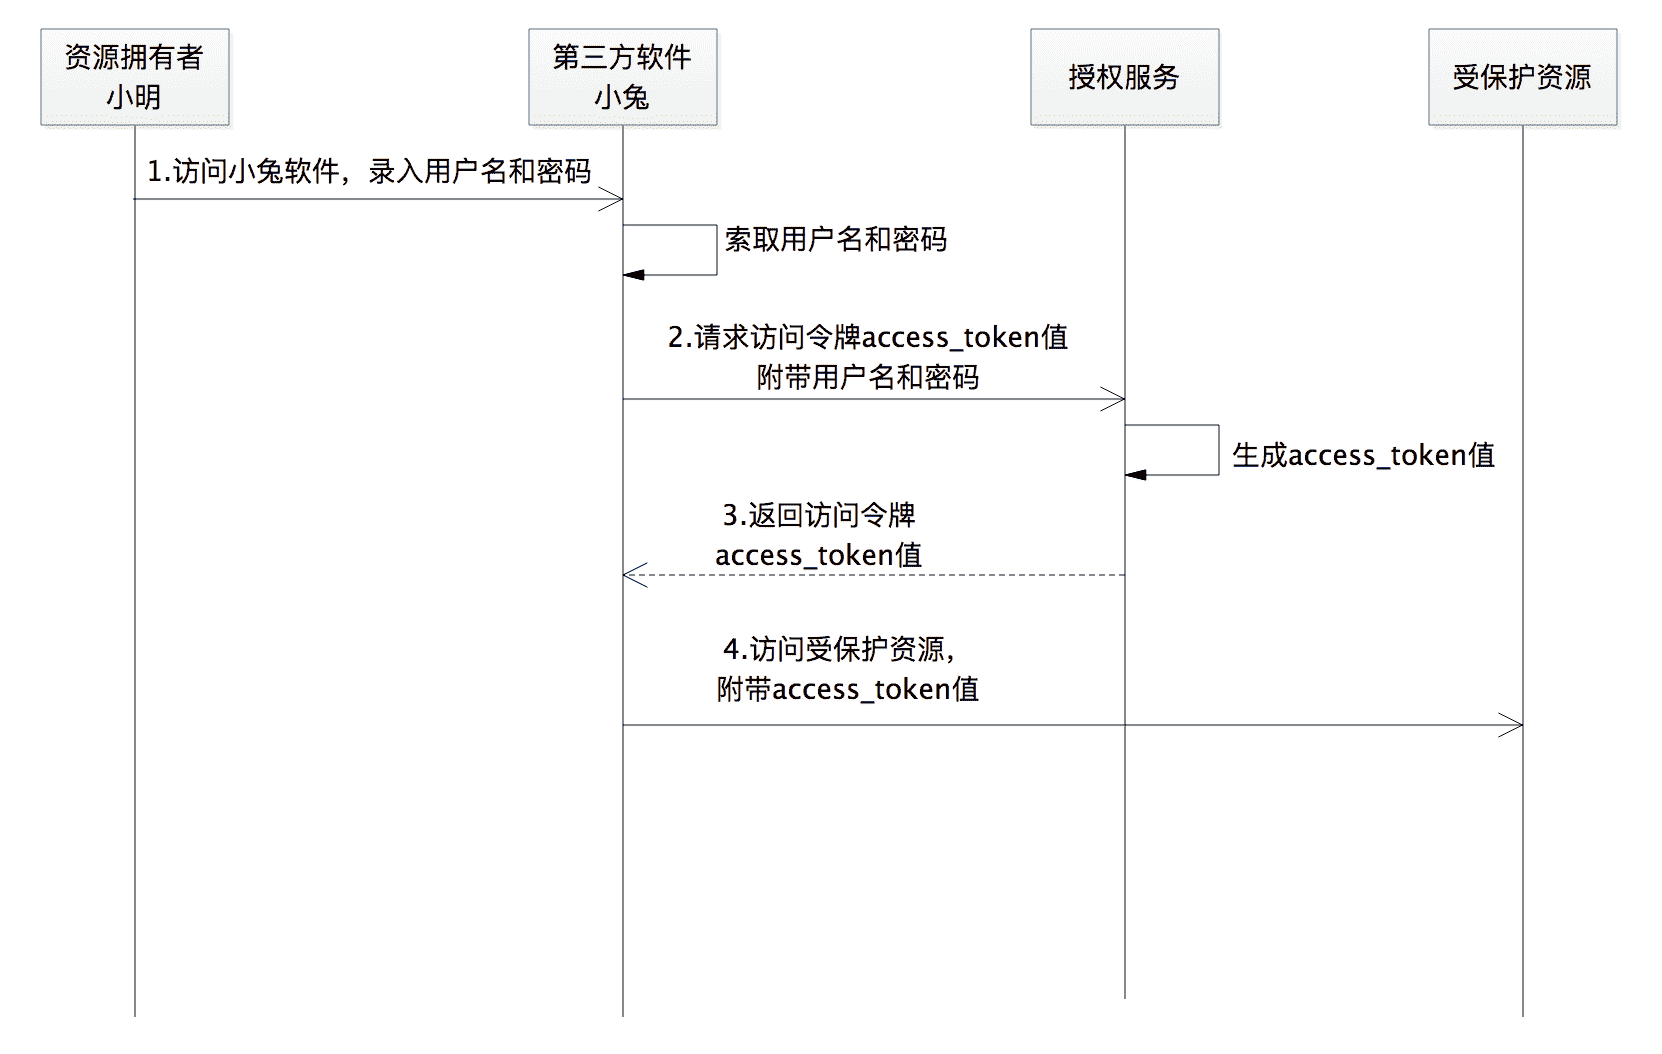 资源拥有者
小明
第三方软件
小兔
授权服务
受保护资源
1.访问小兔软件，录入用户名和密码
索取用户名和密码
2.请求访问令牌access_token值
附带用户名和密码
生成access_token值
3.返回访问令牌
access_token值
4.访问受保护资源，
附带access_token值